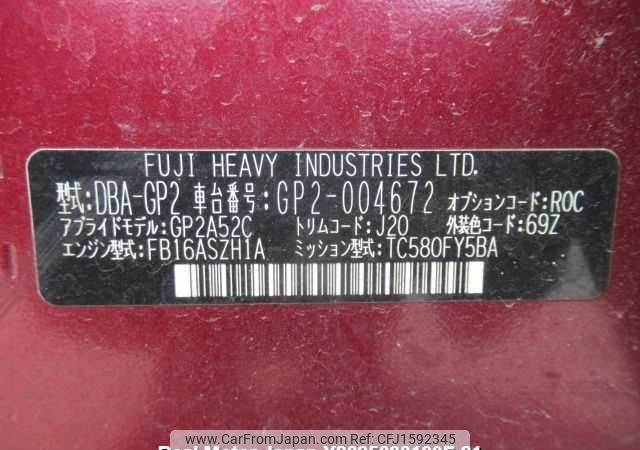 FUJI HEAVY INDUSTRIES LTD.
型式:DBA-GP2 車台番号:GP2-004672 オプションコード:ROC
アプライドモデル:GP2A52C トリムコード:J20 外装色コード:69Z
エンジン型式:FB16ASZH1A ミッション型式:TC580FY5BA
www.CarFromJapan.com - ID: CFJ1592345